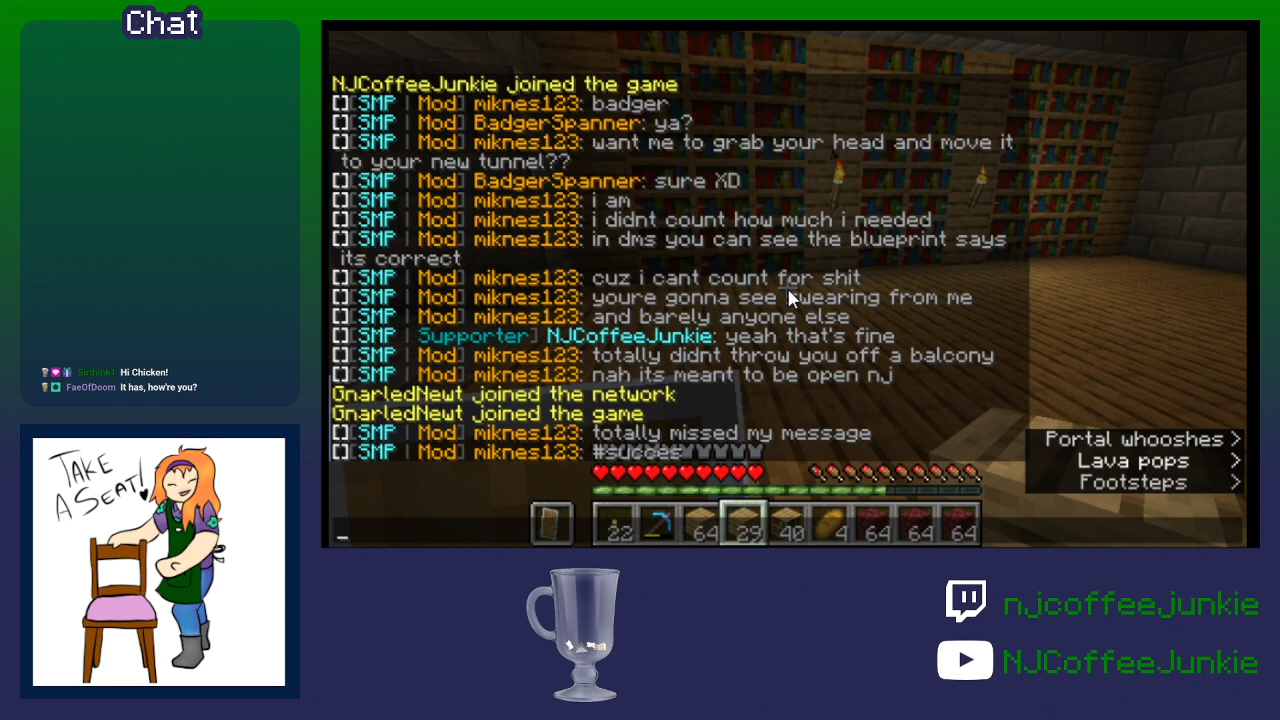 Chat
Sirthink1 Hi Chicken!
FaeOfDoom It has, how're you?
NJCoffeeJunkie joined the game
[][SMP | Mod] miknes123: badger
[][SMP | Mod] BadgerSpanner: ya?
[][SMP | Mod] miknes123: want me to grab your head and move it
to your new tunnel??
[][SMP | Mod] BadgerSpanner: sure XD
[][SMP | Mod] miknes123: i am
[][SMP | Mod] miknes123: i didnt count how much i needed
[][SMP | Mod] miknes123: in dms you can see the blueprint says
its correct
[][SMP | Mod] miknes123: cuz i cant count for shit
[][SMP | Mod] miknes123: youre gonna see swearing from me
[][SMP | Mod] miknes123: and barely anyone else
[][SMP | Supporter] NJCoffeeJunkie: yeah that's fine
[][SMP | Mod] miknes123: totally didnt throw you off a balcony
[][SMP | Mod] miknes123: nah its meant to be open nj
GnarledNewt joined the network
GnarledNewt joined the game
[][SMP | Mod] miknes123: totally missed my message
[][SMP | Mod] miknes123:
Portal whooshes >
Lava pops >
Footsteps >
22 64 29 40 4 64 64 64
_
TAKE
A SEAT!
njcoffeejunkie
NJCoffeeJunkie